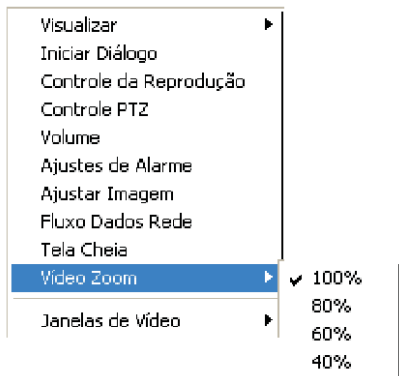 Visualizar
Iniciar Diálogo
Controle da Reprodução
Controle PTZ
Volume
Ajustes de Alarme
Ajustar Imagem
Fluxo Dados Rede
Tela Cheia
Vídeo Zoom
100%
80%
60%
40%
Janelas de Vídeo